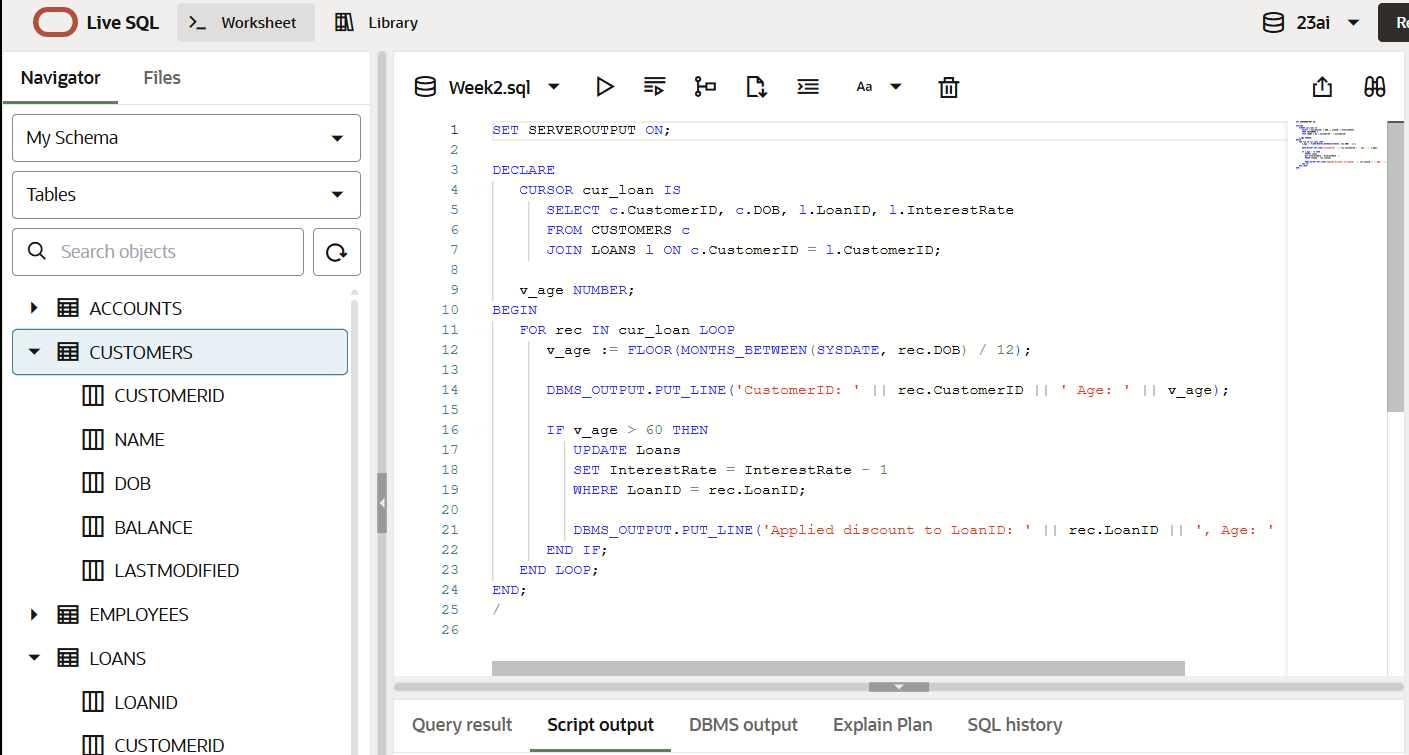 Live SQL
Worksheet
Library
23ai
Navigator
Files
My Schema
Tables
Search objects
ACCOUNTS
CUSTOMERS
CUSTOMERID
NAME
DOB
BALANCE
LASTMODIFIED
EMPLOYEES
LOANS
LOANID
CUSTOMERID
Week2.sql
Aa
1 SET SERVEROUTPUT ON;
2
3 DECLARE
4 CURSOR cur_loan IS
5 SELECT c.CustomerID, c.DOB, l.LoanID, l.InterestRate
6 FROM CUSTOMERS c
7 JOIN LOANS l ON c.CustomerID = l.CustomerID;
8
9 v_age NUMBER;
10 BEGIN
11 FOR rec IN cur_loan LOOP
12 v_age := FLOOR(MONTHS_BETWEEN(SYSDATE, rec.DOB) / 12);
13
14 DBMS_OUTPUT.PUT_LINE('CustomerID: ' || rec.CustomerID || ' Age: ' || v_age);
15
16 IF v_age > 60 THEN
17 UPDATE Loans
18 SET InterestRate = InterestRate - 1
19 WHERE LoanID = rec.LoanID;
20
21 DBMS_OUTPUT.PUT_LINE('Applied discount to LoanID: ' || rec.LoanID || ', Age: '
22 END IF;
23 END LOOP;
24 END;
25 /
26
Query result
Script output
DBMS output
Explain Plan
SQL history